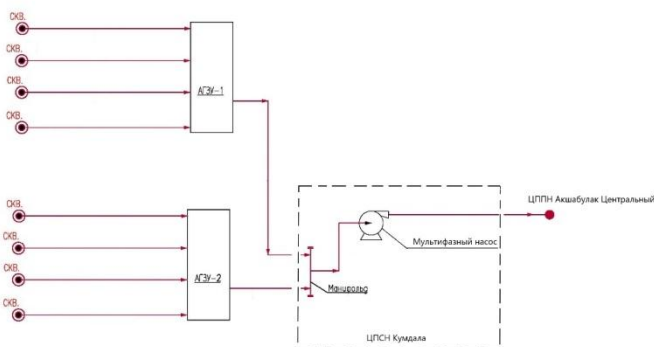 СКВ.
СКВ.
СКВ.
СКВ.
АГЗУ-1
СКВ.
СКВ.
СКВ.
СКВ.
АГЗУ-2
ЦППН Акшабулак Центральный
Мультифазный насос
Манифольд
ЦПСН Кумдала